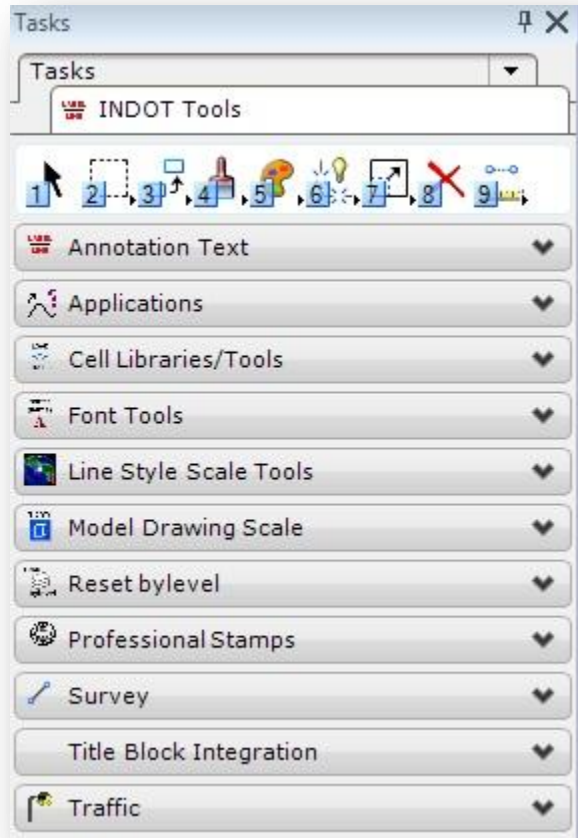 Tasks
Tasks
INDOT Tools
1 2 3 4 5 6 7 8 9
Annotation Text
Applications
Cell Libraries/Tools
Font Tools
Line Style Scale Tools
Model Drawing Scale
Reset bylevel
Professional Stamps
Survey
Title Block Integration
Traffic